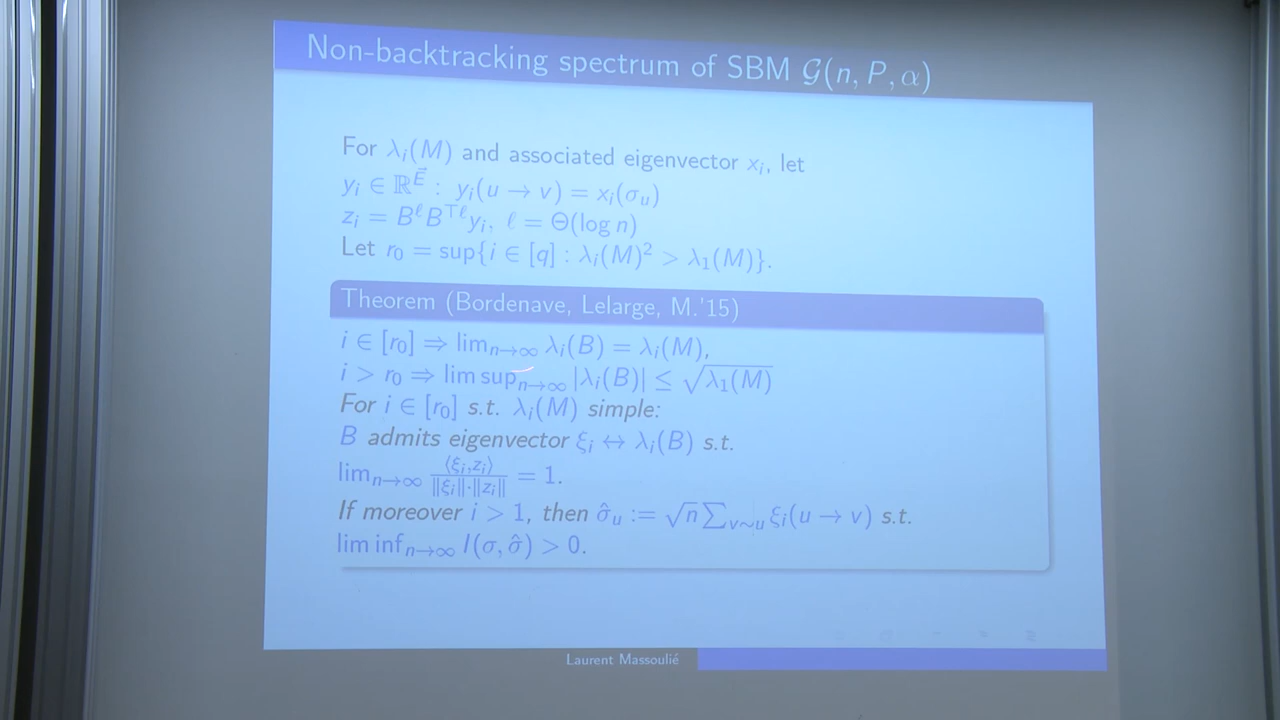 Non-backtracking spectrum of SBM 𝒢(n, P, α)
For λᵢ(M) and associated eigenvector xᵢ, let
yᵢ ∈ ℝ^{E⃗} : yᵢ(u → v) = xᵢ(σᵤ)
zᵢ = B^ℓ B^{⊤ℓ} yᵢ, ℓ = Θ(log n)
Let r₀ = sup{i ∈ [q] : λᵢ(M)² > λ₁(M)}.
Theorem (Bordenave, Lelarge, M.'15)
i ∈ [r₀] ⇒ lim_{n→∞} λᵢ(B) = λᵢ(M),
i > r₀ ⇒ lim sup_{n→∞} |λᵢ(B)| ≤ √λ₁(M)
For i ∈ [r₀] s.t. λᵢ(M) simple:
B admits eigenvector ξᵢ ↔ λᵢ(B) s.t.
lim_{n→∞} ⟨ξᵢ,zᵢ⟩ / ‖ξᵢ‖·‖zᵢ‖ = 1.
If moreover i > 1, then σ̂ᵤ := √n ∑_{v∼u} ξᵢ(u → v) s.t.
lim inf_{n→∞} I(σ, σ̂) > 0.
Laurent Massoulié